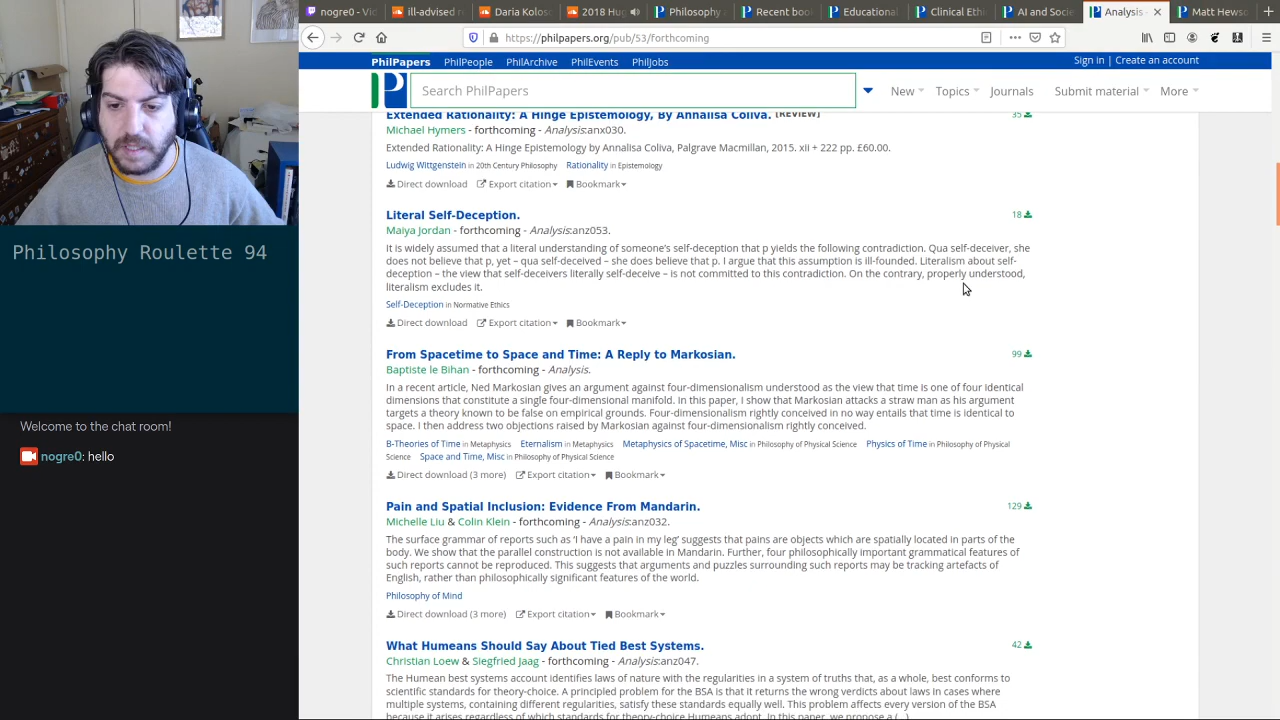 nogre0 - Vid
ill-advised r
Daria Kolos
2018 Hug
Philosophy
Recent boo
Educational
Clinical Eth
AI and Socie
Analysis -
Matt Hews
https://philpapers.org/pub/53/forthcoming
PhilPapers PhilPeople PhilArchive PhilEvents PhilJobs
Sign in | Create an account
Search PhilPapers
New Topics Journals Submit material More
Extended Rationality: A Hinge Epistemology, By Annalisa Coliva. [REVIEW]
35
Michael Hymers - forthcoming - Analysis:anx030.
Extended Rationality: A Hinge Epistemology by Annalisa Coliva, Palgrave Macmillan, 2015. xii + 222 pp. £60.00.
Ludwig Wittgenstein in 20th Century Philosophy Rationality in Epistemology
Direct download Export citation Bookmark
Literal Self-Deception.
18
Maiya Jordan - forthcoming - Analysis:anz053.
It is widely assumed that a literal understanding of someone's self-deception that p yields the following contradiction. Qua self-deceiver, she
does not believe that p, yet – qua self-deceived – she does believe that p. I argue that this assumption is ill-founded. Literalism about self-
deception – the view that self-deceivers literally self-deceive – is not committed to this contradiction. On the contrary, properly understood,
literalism excludes it.
Self-Deception in Normative Ethics
Direct download Export citation Bookmark
From Spacetime to Space and Time: A Reply to Markosian.
99
Baptiste le Bihan - forthcoming - Analysis.
In a recent article, Ned Markosian gives an argument against four-dimensionalism understood as the view that time is one of four identical
dimensions that constitute a single four-dimensional manifold. In this paper, I show that Markosian attacks a straw man as his argument
targets a theory known to be false on empirical grounds. Four-dimensionalism rightly conceived in no way entails that time is identical to
space. I then address two objections raised by Markosian against four-dimensionalism rightly conceived.
B-Theories of Time in Metaphysics Eternalism in Metaphysics Metaphysics of Spacetime, Misc in Philosophy of Physical Science Physics of Time in Philosophy of Physical
Science Space and Time, Misc in Philosophy of Physical Science
Direct download (3 more) Export citation Bookmark
Pain and Spatial Inclusion: Evidence From Mandarin.
129
Michelle Liu & Colin Klein - forthcoming - Analysis:anz032.
The surface grammar of reports such as 'I have a pain in my leg' suggests that pains are objects which are spatially located in parts of the
body. We show that the parallel construction is not available in Mandarin. Further, four philosophically important grammatical features of
such reports cannot be reproduced. This suggests that arguments and puzzles surrounding such reports may be tracking artefacts of
English, rather than philosophically significant features of the world.
Philosophy of Mind
Direct download (3 more) Export citation Bookmark
What Humeans Should Say About Tied Best Systems.
42
Christian Loew & Siegfried Jaag - forthcoming - Analysis:anz047.
The Humean best systems account identifies laws of nature with the regularities in a system of truths that, as a whole, best conforms to
scientific standards for theory-choice. A principled problem for the BSA is that it returns the wrong verdicts about laws in cases where
multiple systems, containing different regularities, satisfy these standards equally well. This problem affects every version of the BSA
because it arises regardless of which standards for theory-choice Humeans adopt. In this paper, we propose a (...)
Philosophy Roulette 94
Welcome to the chat room!
nogre0: hello